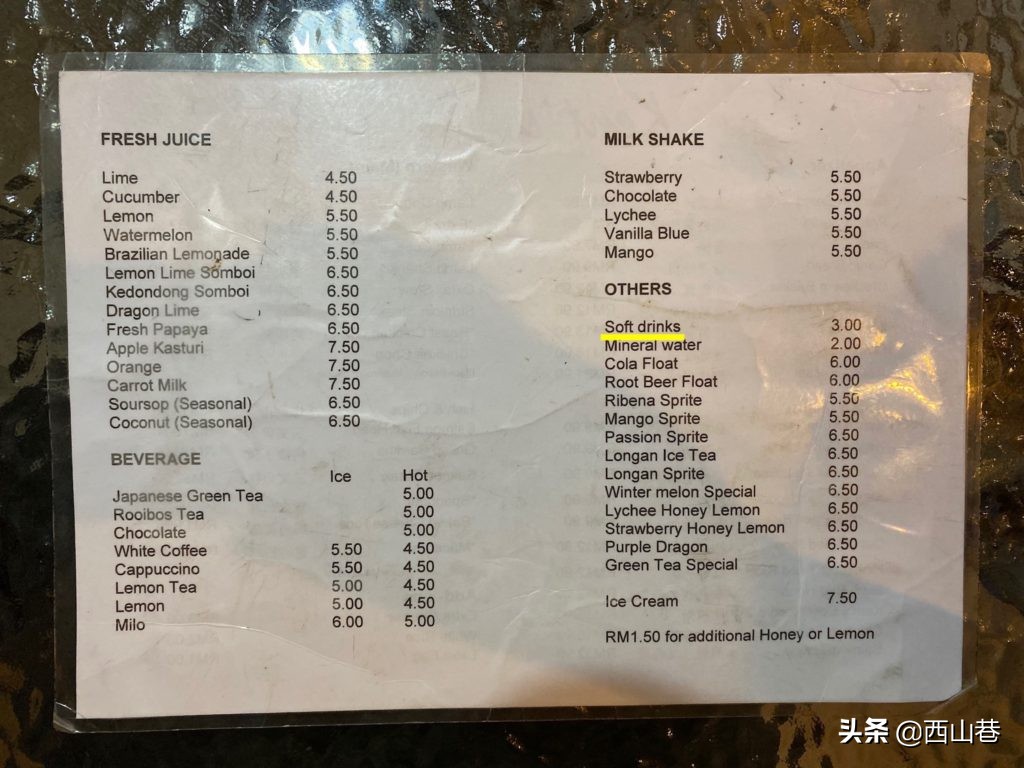 FRESH JUICE
Lime 4.50
Cucumber 4.50
Lemon 5.50
Watermelon 5.50
Brazilian Lemonade 5.50
Lemon Lime Somboi 6.50
Kedondong Somboi 6.50
Dragon Lime 6.50
Fresh Papaya 6.50
Apple Kasturi 7.50
Orange 7.50
Carrot Milk 7.50
Soursop (Seasonal) 6.50
Coconut (Seasonal) 6.50
BEVERAGE
Ice Hot
Japanese Green Tea 5.00
Rooibos Tea 5.00
Chocolate 5.00
White Coffee 5.50 4.50
Cappuccino 5.50 4.50
Lemon Tea 5.00 4.50
Lemon 5.00 4.50
Milo 6.00 5.00
MILK SHAKE
Strawberry 5.50
Chocolate 5.50
Lychee 5.50
Vanilla Blue 5.50
Mango 5.50
OTHERS
Soft drinks 3.00
Mineral water 2.00
Cola Float 6.00
Root Beer Float 6.00
Ribena Sprite 5.50
Mango Sprite 5.50
Passion Sprite 6.50
Longan Ice Tea 6.50
Longan Sprite 6.50
Winter melon Special 6.50
Lychee Honey Lemon 6.50
Strawberry Honey Lemon 6.50
Purple Dragon 6.50
Green Tea Special 6.50
Ice Cream 7.50
RM1.50 for additional Honey or Lemon
头条 @西山巷